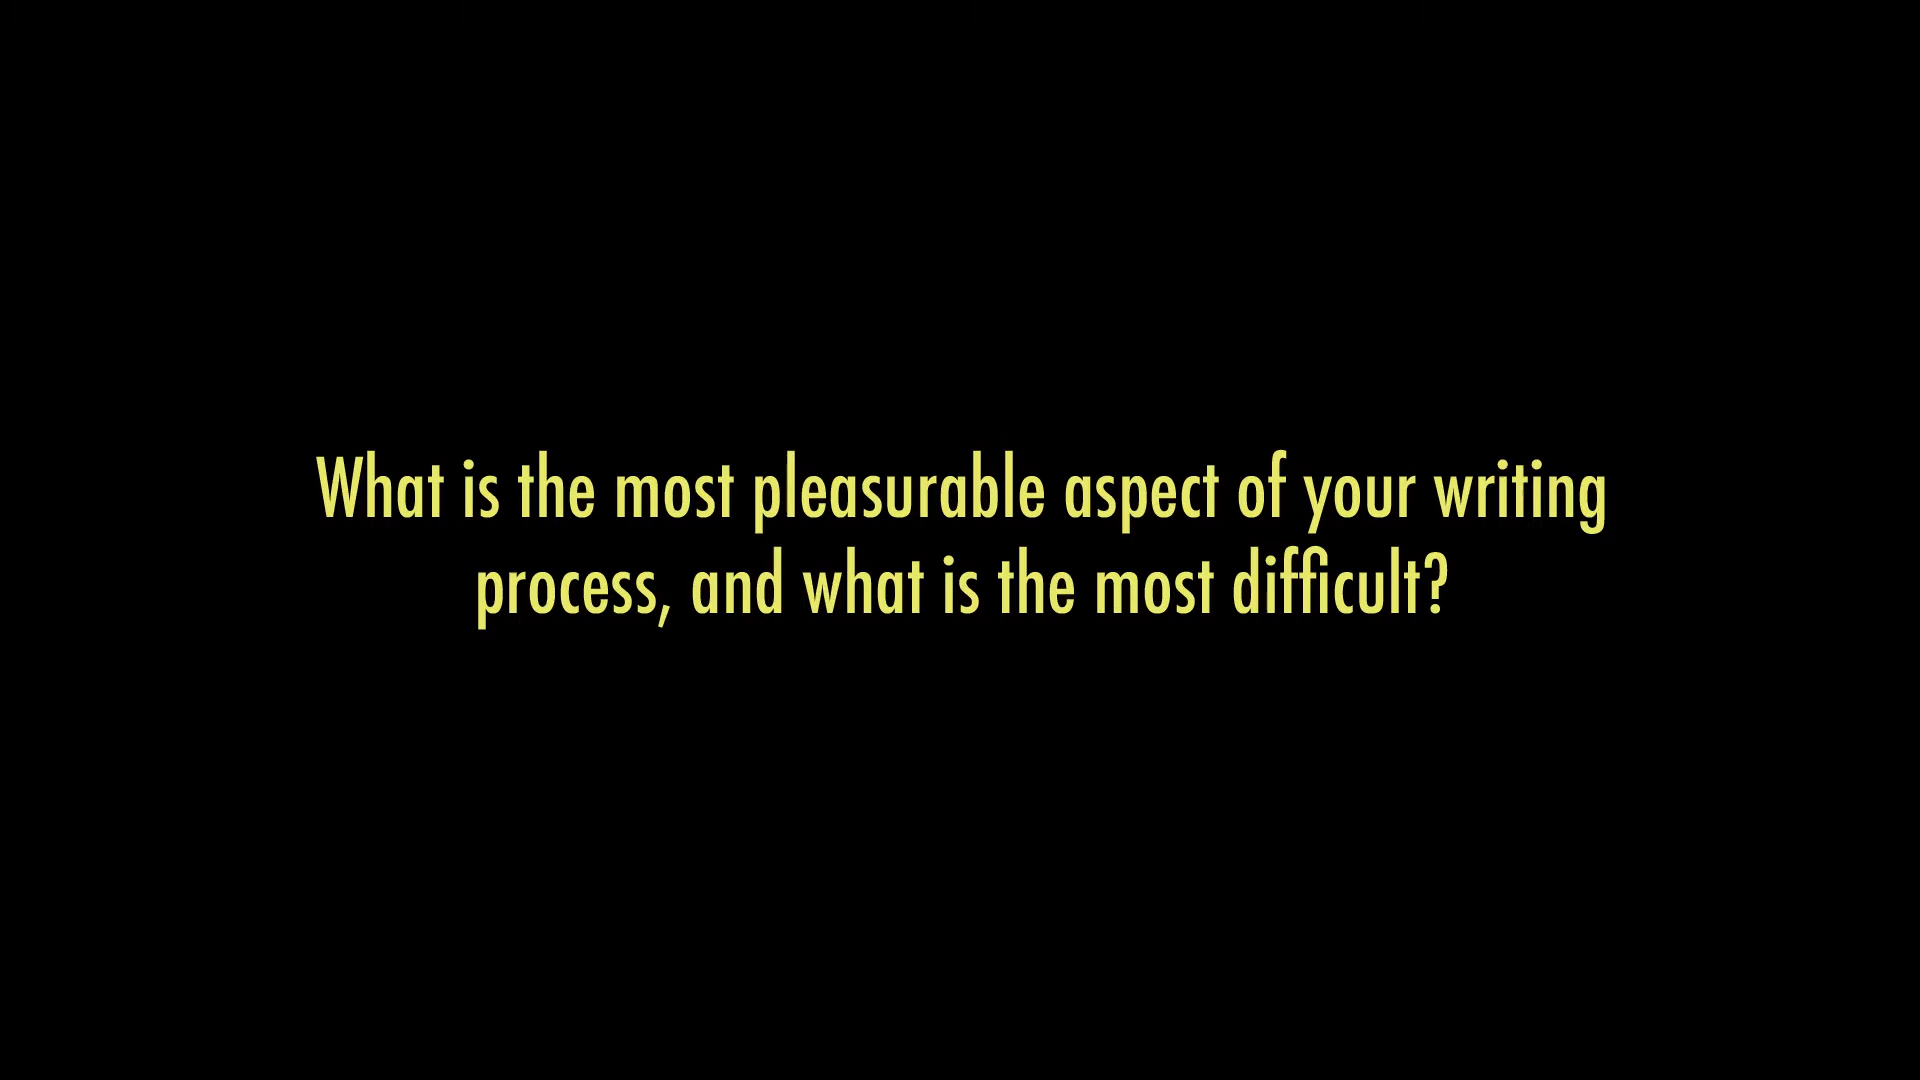 What is the most pleasurable aspect of your writing
process, and what is the most difficult?